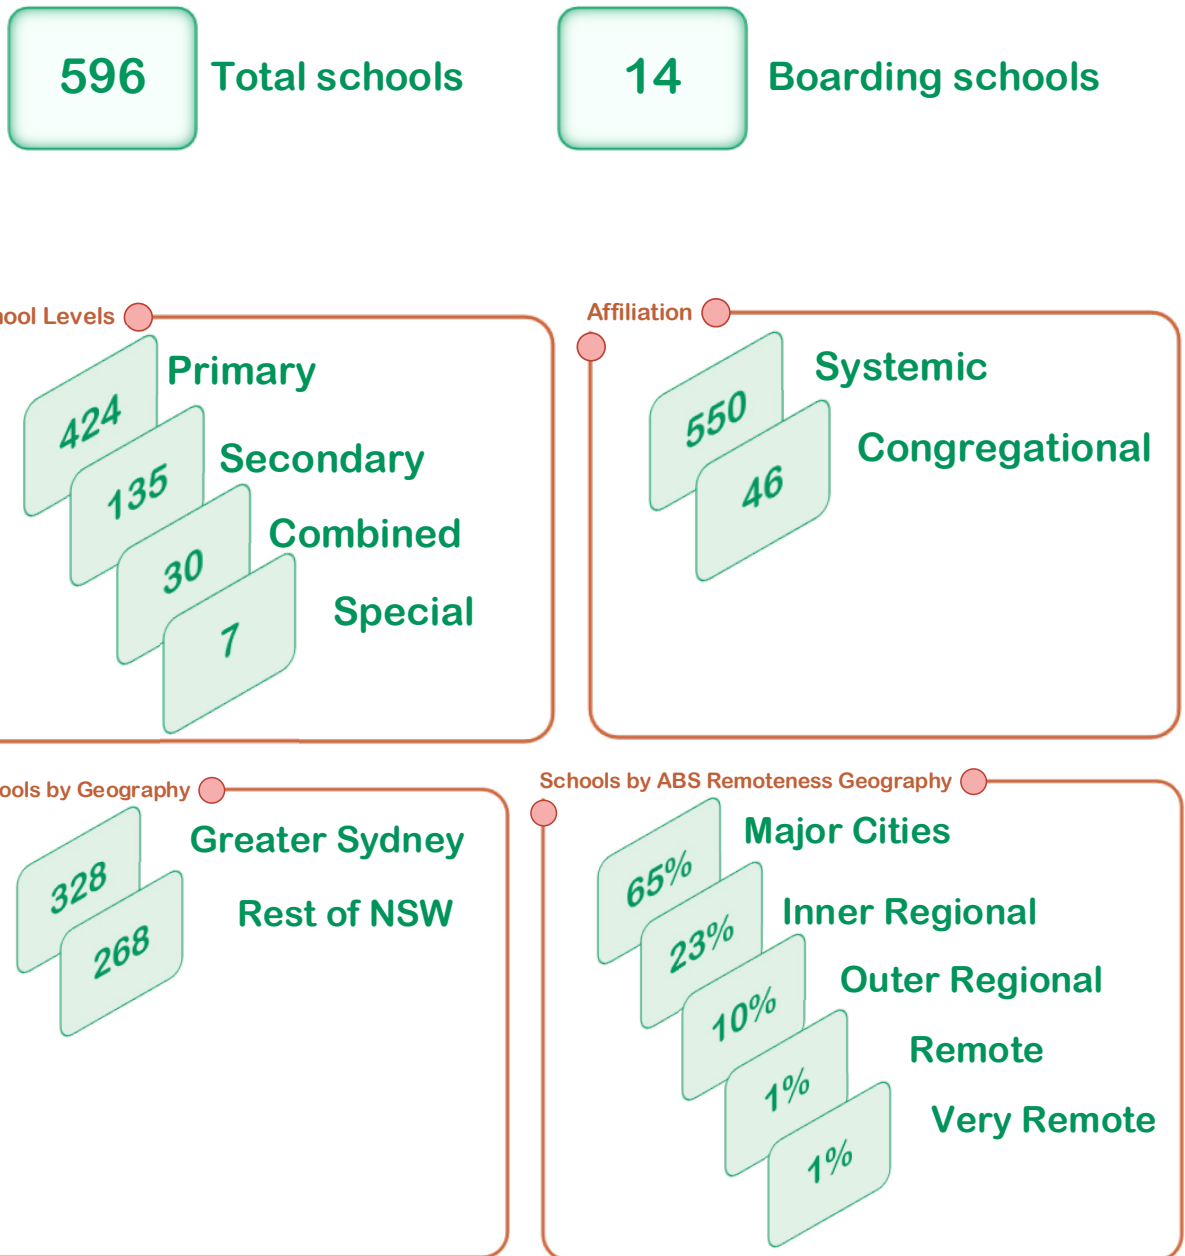 596 Total schools
14 Boarding schools
hool Levels
424 Primary
135 Secondary
30 Combined
7 Special
Affiliation
550 Systemic
46 Congregational
ools by Geography
328 Greater Sydney
268 Rest of NSW
Schools by ABS Remoteness Geography
65% Major Cities
23% Inner Regional
10% Outer Regional
1% Remote
1% Very Remote